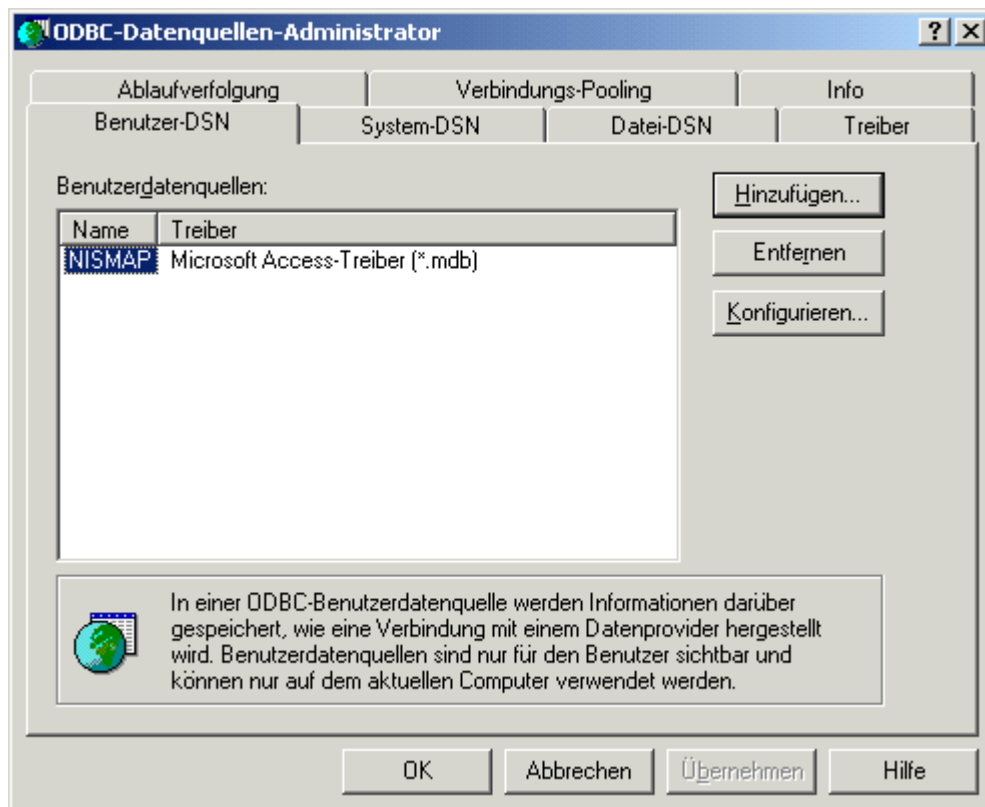 ODBC-Datenquellen-Administrator
Ablaufverfolgung Verbindungs-Pooling Info
Benutzer-DSN System-DSN Datei-DSN Treiber
Benutzerdatenquellen:
Name Treiber
NISMAP Microsoft Access-Treiber (*.mdb)
Hinzufügen...
Entfernen
Konfigurieren...
In einer ODBC-Benutzerdatenquelle werden Informationen darüber
gespeichert, wie eine Verbindung mit einem Datenprovider hergestellt
wird. Benutzerdatenquellen sind nur für den Benutzer sichtbar und
können nur auf dem aktuellen Computer verwendet werden.
OK Abbrechen Übernehmen Hilfe